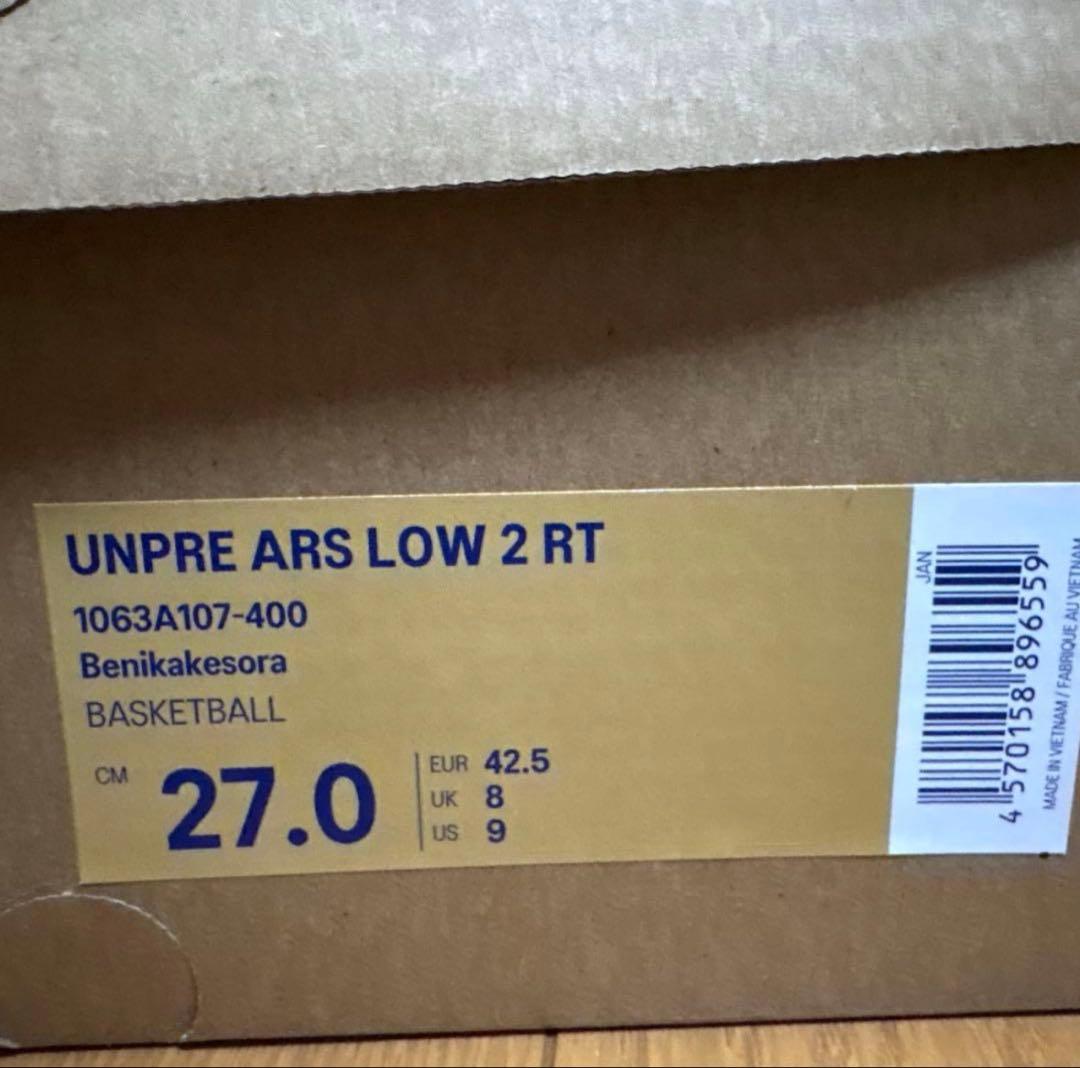 UNPRE ARS LOW 2 RT
1063A107-400
Benikakesora
BASKETBALL
CM 27.0
EUR 42.5
UK 8
US 9
JAN
4 570158 896559
MADE IN VIETNAM / FABRIQUE AU VIETNAM